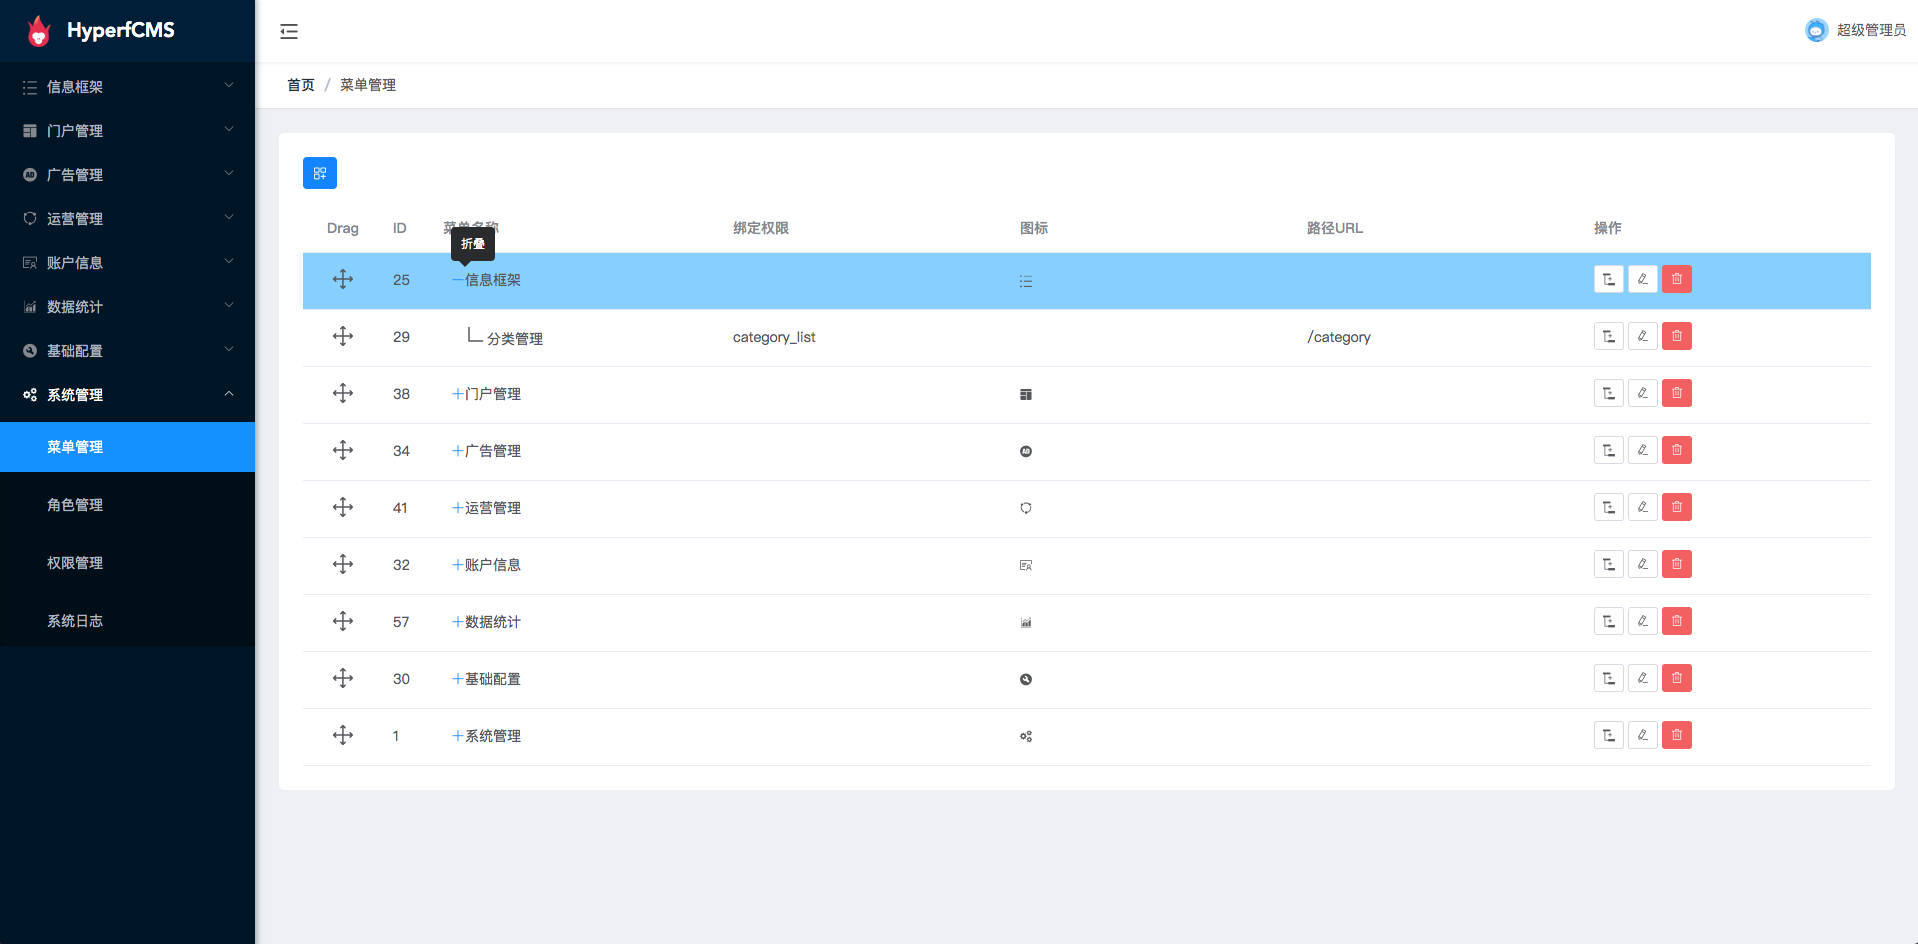 HyperfCMS
超级管理员
信息框架
门户管理
广告管理
运营管理
账户信息
数据统计
基础配置
系统管理
菜单管理
角色管理
权限管理
系统日志
首页 / 菜单管理
Drag ID 菜单名称 绑定权限 图标 路径URL 操作
折叠
25 信息框架
29 分类管理 category_list /category
38 门户管理
34 广告管理 AD
41 运营管理
32 账户信息
57 数据统计
30 基础配置
1 系统管理